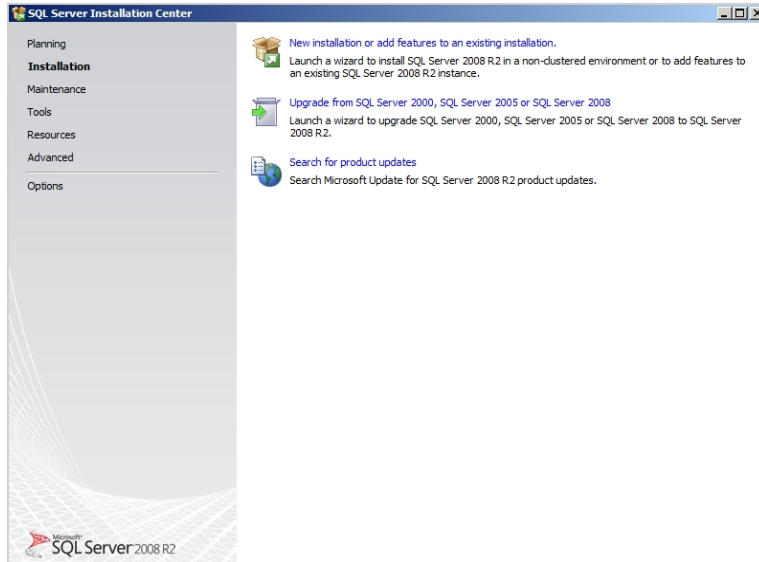 SQL Server Installation Center
Planning
Installation
Maintenance
Tools
Resources
Advanced
Options
New installation or add features to an existing installation.
Launch a wizard to install SQL Server 2008 R2 in a non-clustered environment or to add features to
an existing SQL Server 2008 R2 instance.
Upgrade from SQL Server 2000, SQL Server 2005 or SQL Server 2008
Launch a wizard to upgrade SQL Server 2000, SQL Server 2005 or SQL Server 2008 to SQL Server
2008 R2.
Search for product updates
Search Microsoft Update for SQL Server 2008 R2 product updates.
Microsoft
SQL Server 2008 R2